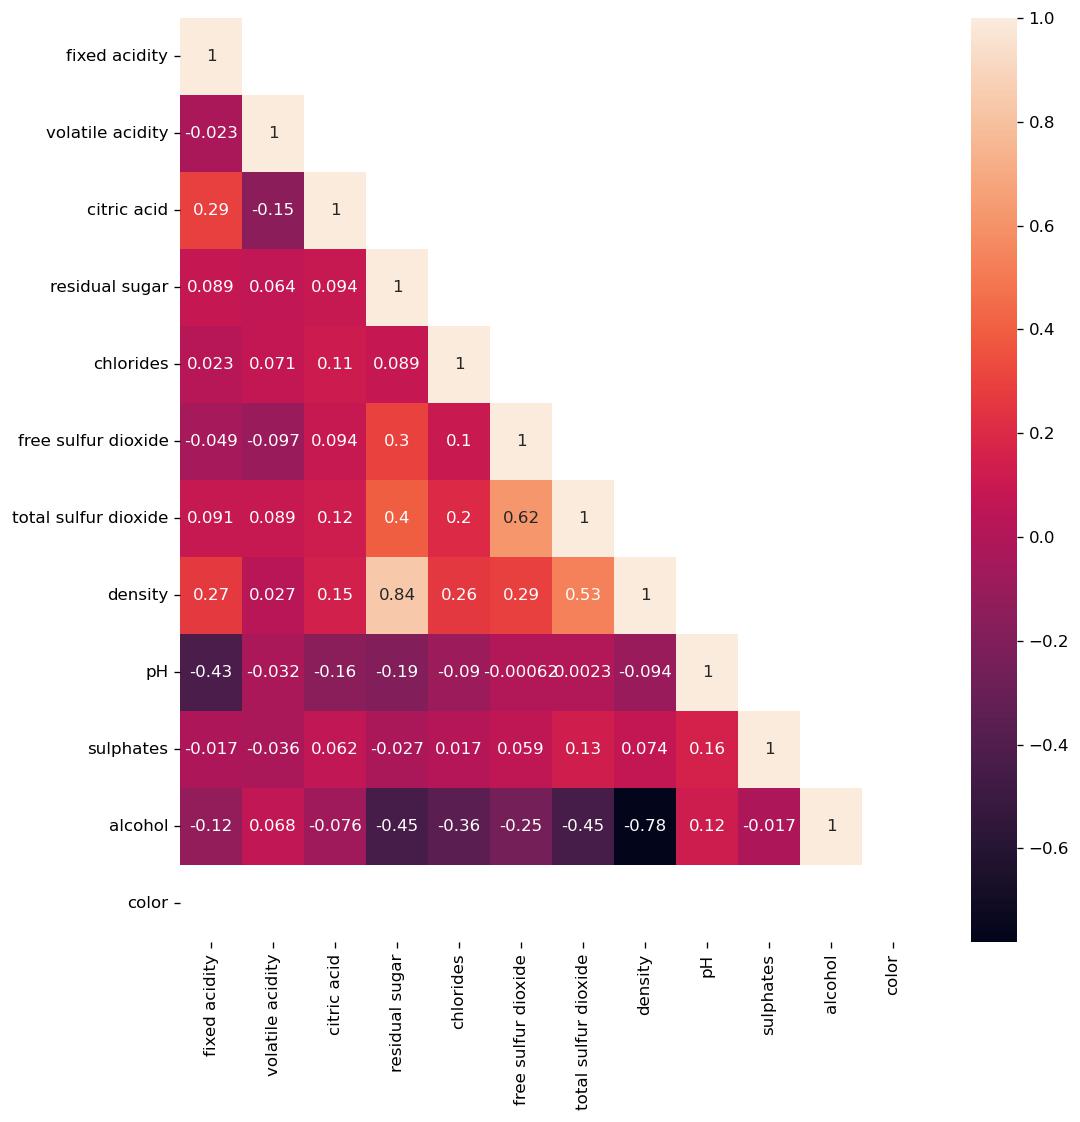 1.0
fixed acidity 1
0.8
volatile acidity -0.023 1
citric acid 0.29 -0.15 1
0.6
residual sugar 0.089 0.064 0.094 1
0.4
chlorides 0.023 0.071 0.11 0.089 1
free sulfur dioxide -0.049 -0.097 0.094 0.3 0.1 1
0.2
total sulfur dioxide 0.091 0.089 0.12 0.4 0.2 0.62 1
0.0
density 0.27 0.027 0.15 0.84 0.26 0.29 0.53 1
−0.2
pH -0.43 -0.032 -0.16 -0.19 -0.09 -0.00062 0.0023 -0.094 1
−0.4
sulphates -0.017 -0.036 0.062 -0.027 0.017 0.059 0.13 0.074 0.16 1
alcohol -0.12 0.068 -0.076 -0.45 -0.36 -0.25 -0.45 -0.78 0.12 -0.017 1
−0.6
color
fixed acidity
volatile acidity
citric acid
residual sugar
chlorides
free sulfur dioxide
total sulfur dioxide
density
pH
sulphates
alcohol
color